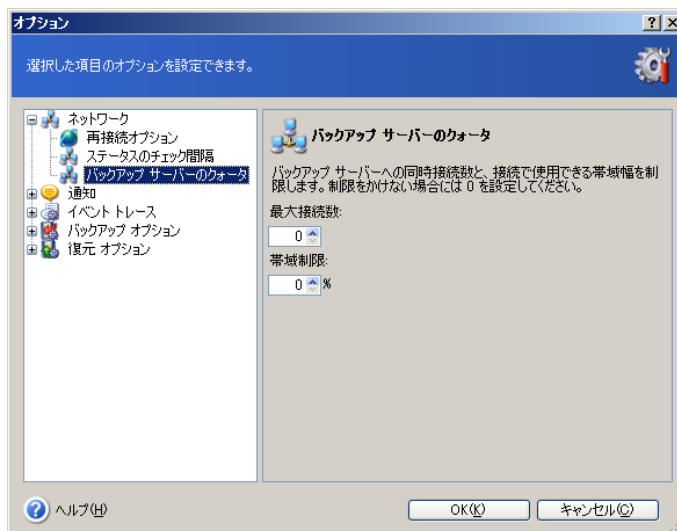 オプション
選択した項目のオプションを設定できます。
ネットワーク
再接続オプション
ステータスのチェック間隔
バックアップ サーバーのクォータ
通知
イベント トレース
バックアップ オプション
復元 オプション
バックアップ サーバーのクォータ
バックアップ サーバーへの同時接続数と、接続で使用できる帯域幅を制
限します。制限をかけない場合には 0 を設定してください。
最大接続数:
0
帯域制限:
0 %
ヘルプ(H)
OK(K)
キャンセル(C)